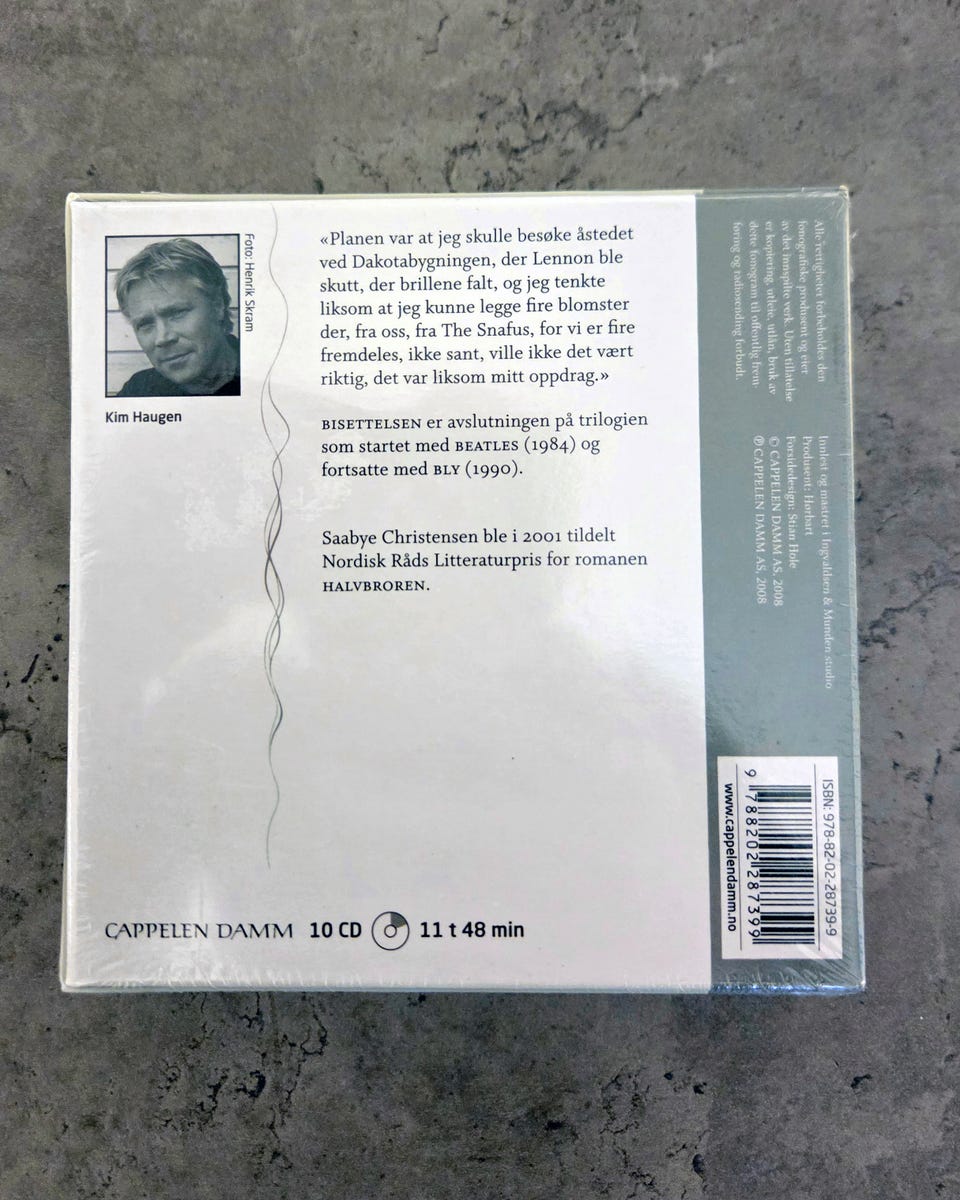 Foto: Henrik Skram
Kim Haugen
«Planen var at jeg skulle besøke åstedet
ved Dakotabygningen, der Lennon ble
skutt, der brillene falt, og jeg tenkte
liksom at jeg kunne legge fire blomster
der, fra oss, fra The Snafus, for vi er fire
fremdeles, ikke sant, ville ikke det vært
riktig, det var liksom mitt oppdrag.»
BISETTELSEN er avslutningen på trilogien
som startet med BEATLES (1984) og
fortsatte med BLY (1990).
Saabye Christensen ble i 2001 tildelt
Nordisk Råds Litteraturpris for romanen
HALVBROREN.
CAPPELEN DAMM 10 CD 11 t 48 min
Alle rettigheter forbeholdes den
fonografiske produsent og eier
av det innspilte verk. Uten tillatelse
er kopiering, utleie, utlån, bruk av
dette fonogram til offentlig frem-
føring og radiosending forbudt.
Innlest og mastret i Ingvaldsen & Munden studio
Produsent: Hørbart
Forsidedesign: Stian Hole
© CAPPELEN DAMM AS, 2008
℗ CAPPELEN DAMM AS, 2008
ISBN: 978-82-02-28739-9
9 788202 287399
www.cappelendamm.no